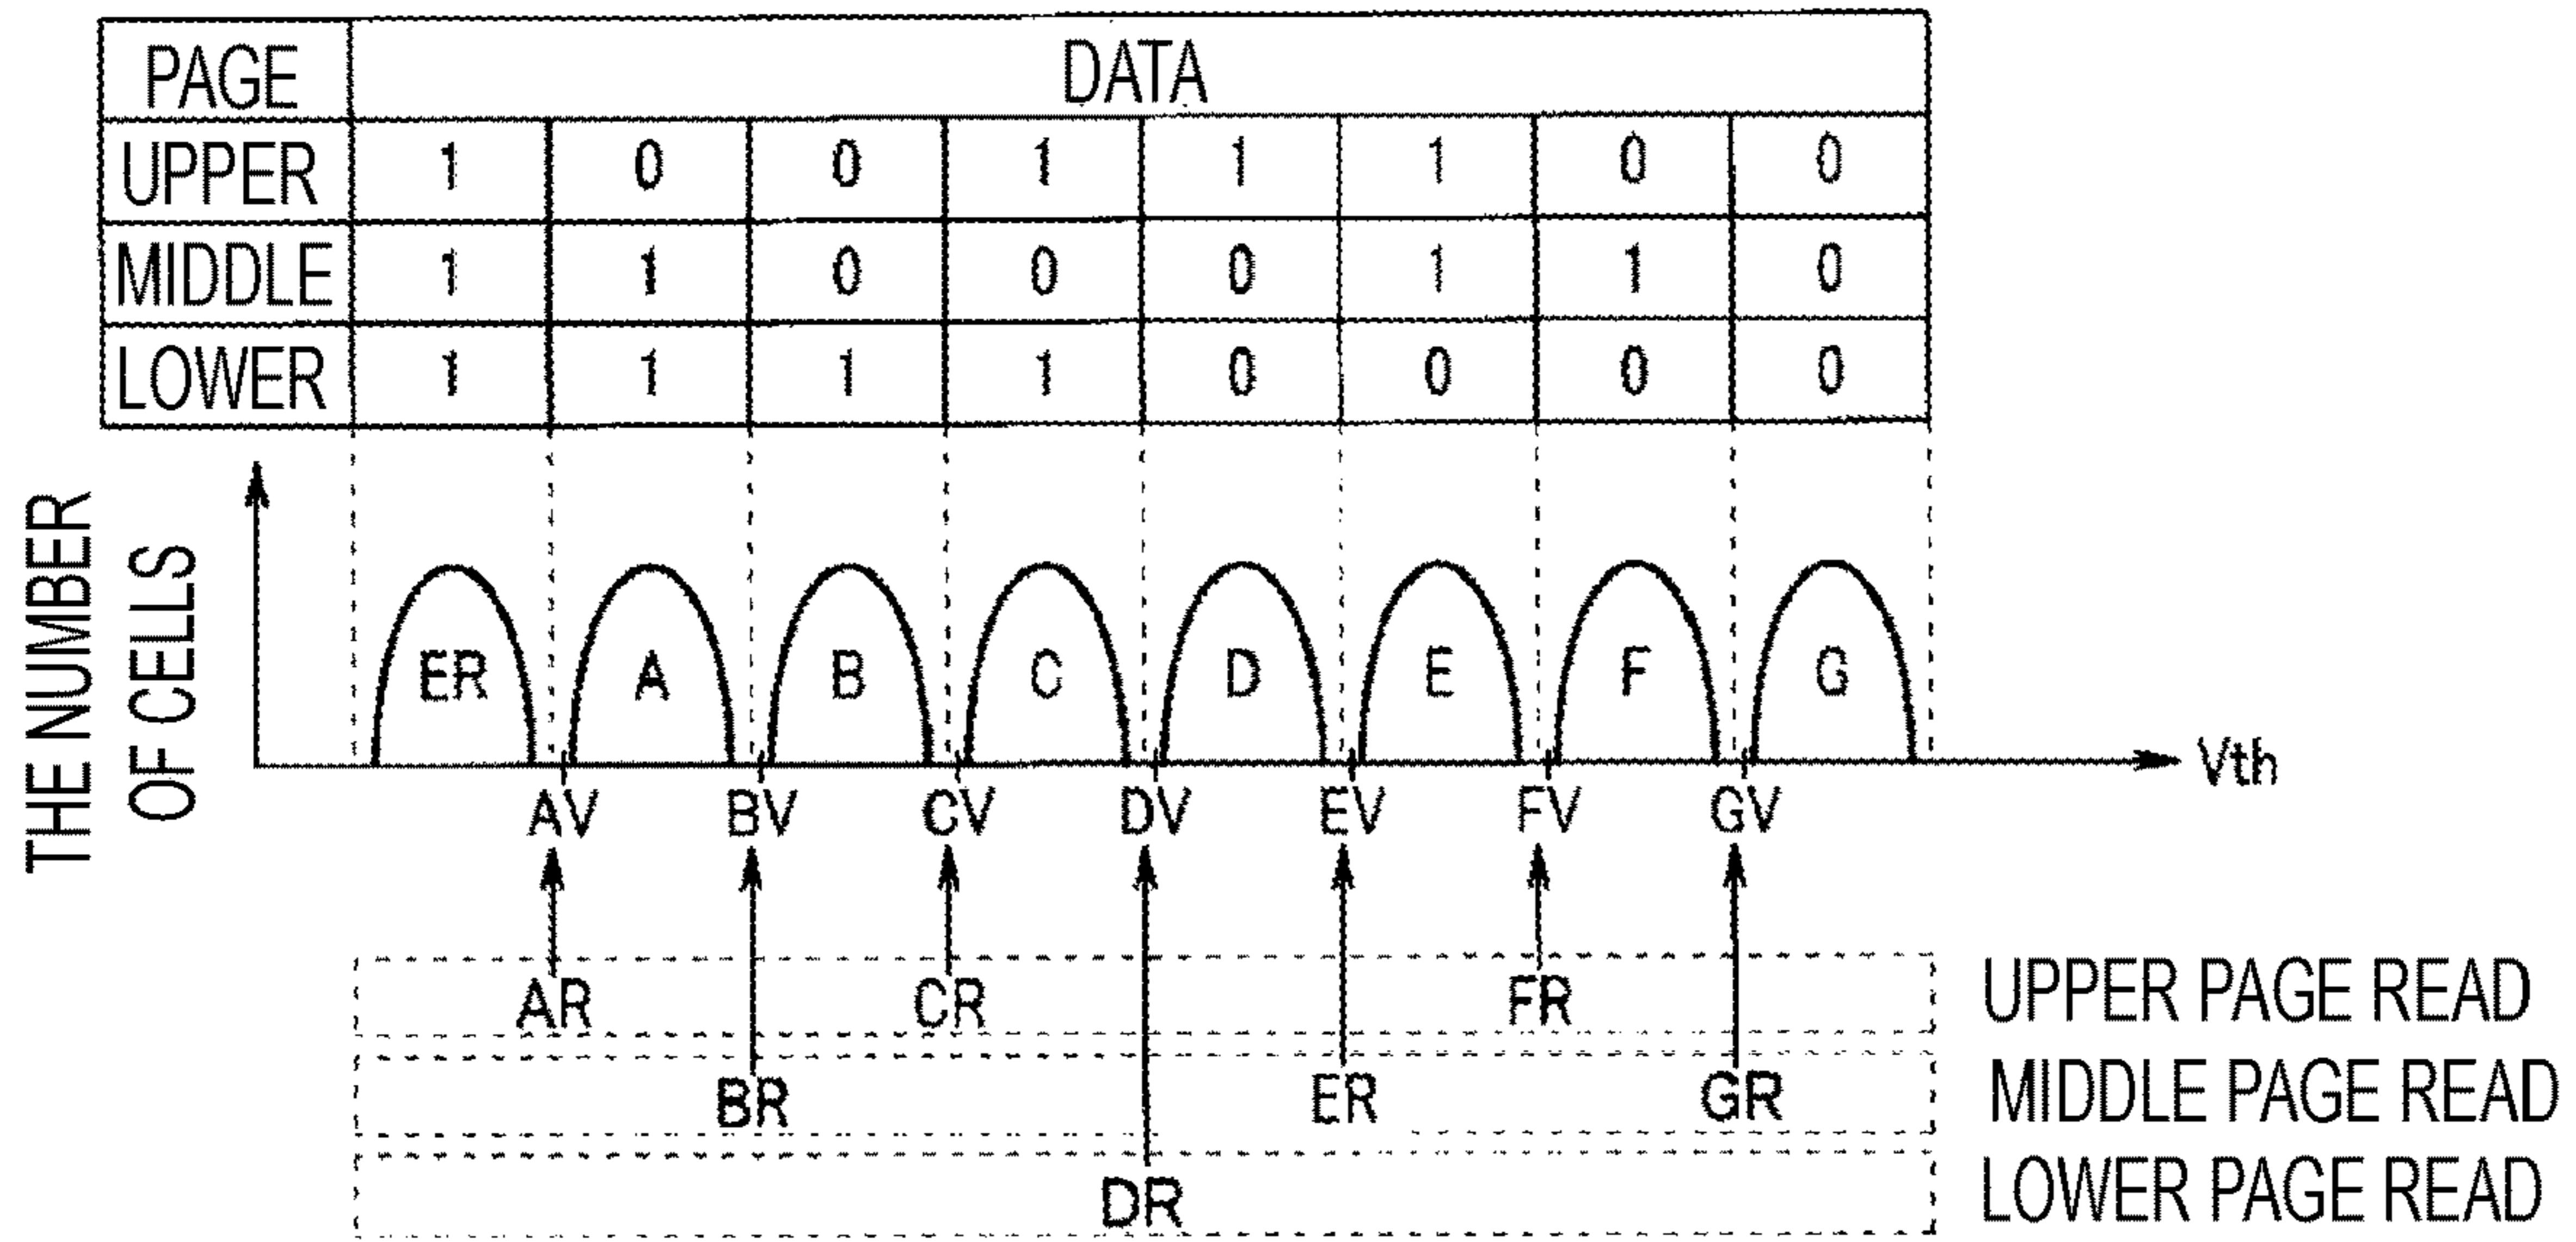 PAGE DATA
UPPER 1 0 0 1 1 1 0 0
MIDDLE 1 1 0 0 0 1 1 0
LOWER 1 1 1 1 0 0 0 0
THE NUMBER
OF CELLS
ER A B C D E F G
Vth
AV BV CV DV EV FV GV
AR CR FR UPPER PAGE READ
BR ER GR MIDDLE PAGE READ
DR LOWER PAGE READ